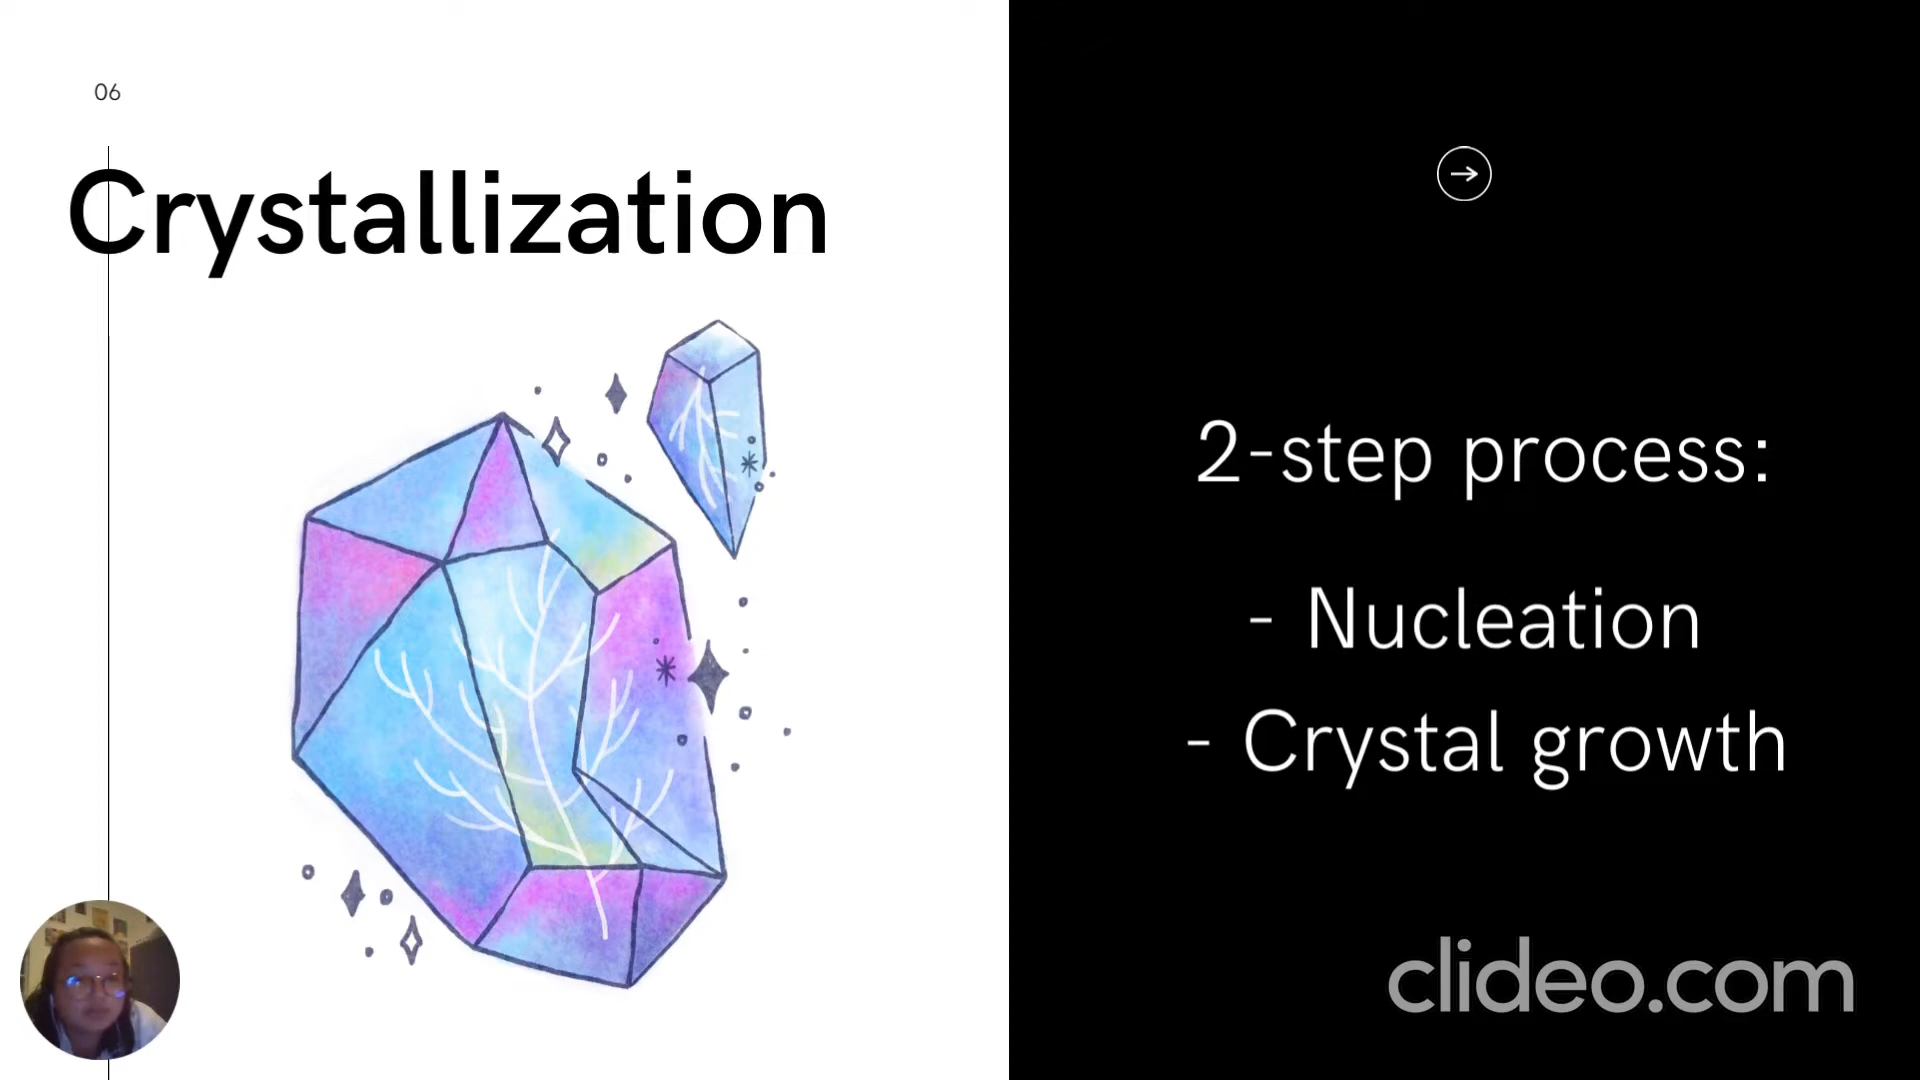 06
Crystallization
2-step process:
- Nucleation
- Crystal growth
clideo.com